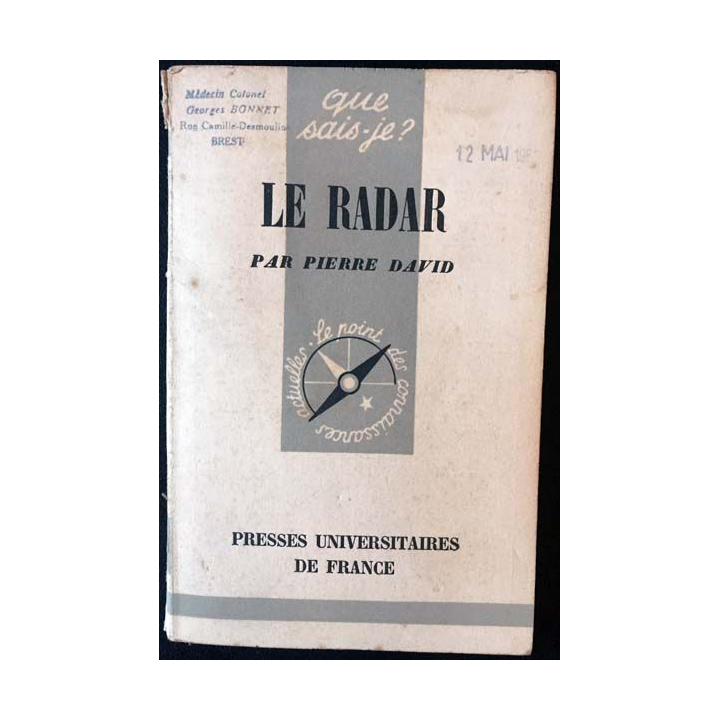 Médecin Colonel
Georges BONNET
Rue Camille-Desmoulins
BREST
que
sais-je?
12 MAI
LE RADAR
PAR PIERRE DAVID
Le point des connaissances actuelles.
PRESSES UNIVERSITAIRES
DE FRANCE